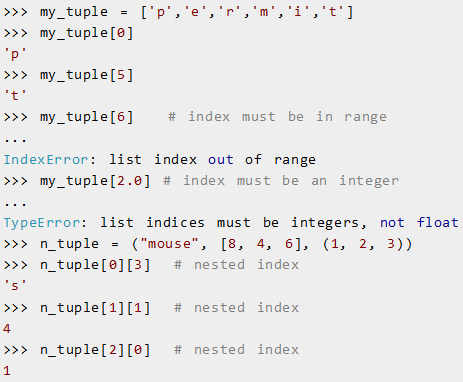 >>> my_tuple = ['p','e','r','m','i','t']
>>> my_tuple[0]
'p'
>>> my_tuple[5]
't'
>>> my_tuple[6]   # index must be in range
...
IndexError: list index out of range
>>> my_tuple[2.0] # index must be an integer
...
TypeError: list indices must be integers, not float
>>> n_tuple = ("mouse", [8, 4, 6], (1, 2, 3))
>>> n_tuple[0][3]  # nested index
's'
>>> n_tuple[1][1]  # nested index
4
>>> n_tuple[2][0]  # nested index
1